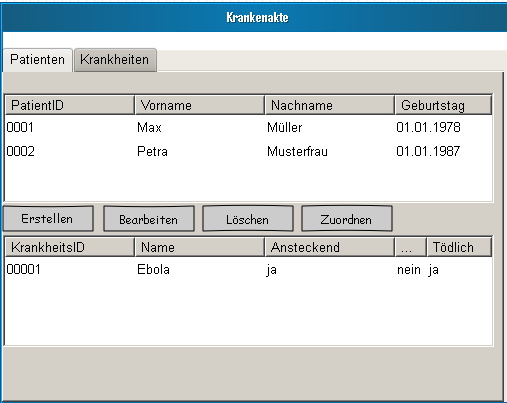 Krankenakte
Patienten Krankheiten
PatientID Vorname Nachname Geburtstag
0001 Max Müller 01.01.1978
0002 Petra Musterfrau 01.01.1987
Erstellen Bearbeiten Löschen Zuordnen
KrankheitsID Name Ansteckend ... Tödlich
00001 Ebola ja nein ja